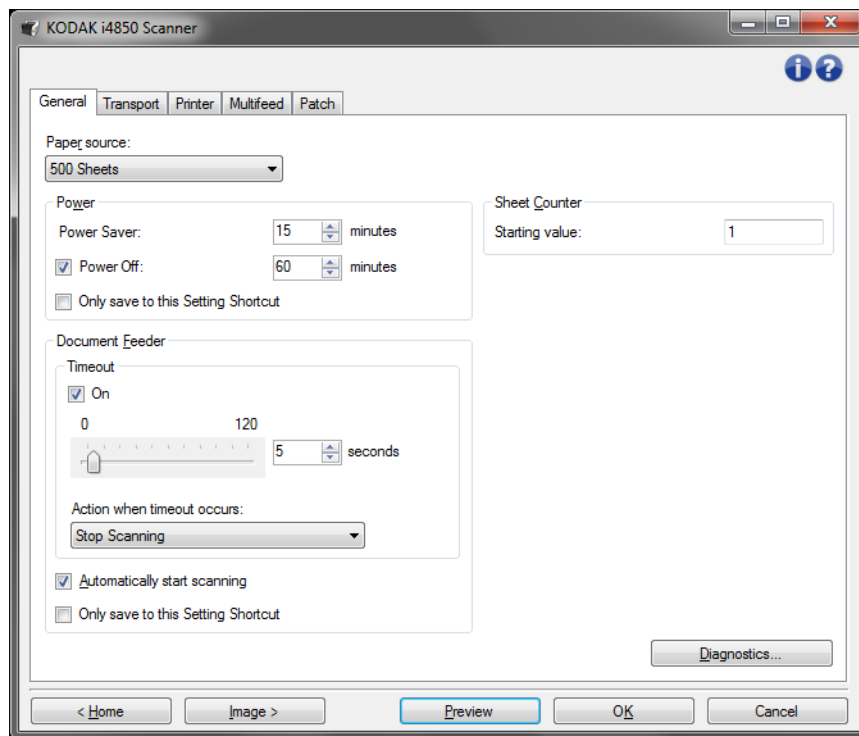 KODAK i4850 Scanner
General Transport Printer Multifeed Patch
Paper source:
500 Sheets
Power
Power Saver: 15 minutes
Power Off: 60 minutes
Only save to this Setting Shortcut
Sheet Counter
Starting value: 1
Document Feeder
Timeout
On
0 120
5 seconds
Action when timeout occurs:
Stop Scanning
Automatically start scanning
Only save to this Setting Shortcut
Diagnostics...
< Home Image > Preview OK Cancel